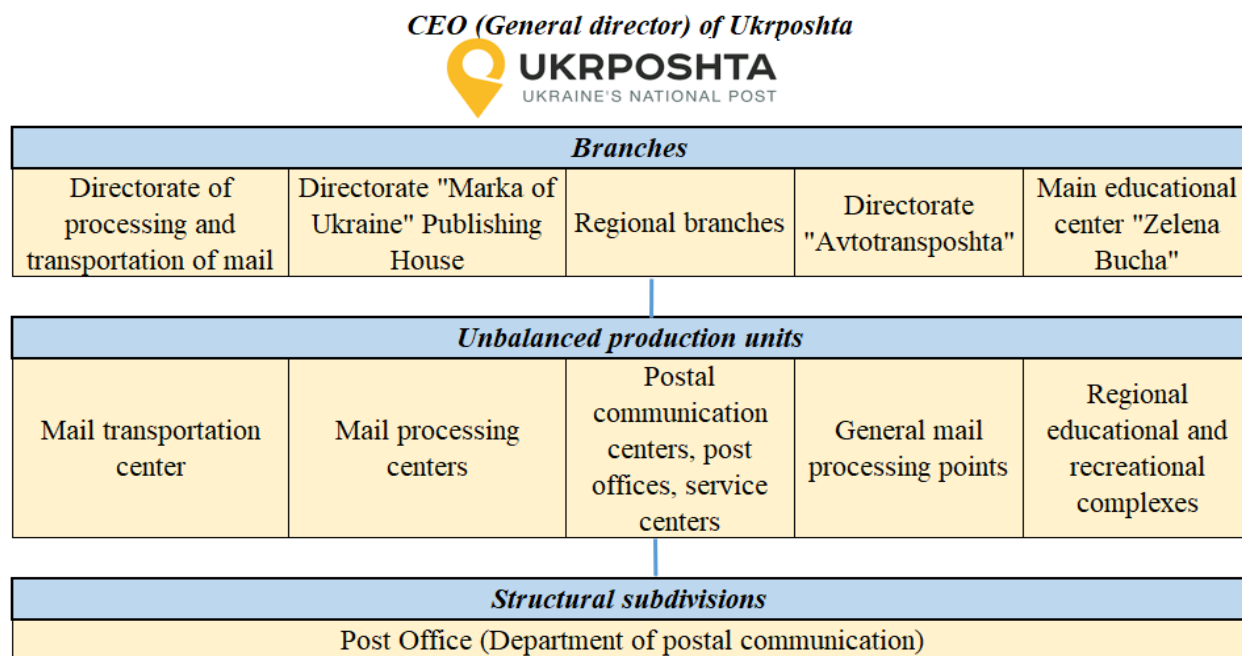 CEO (General director) of Ukrposhta
UKRPOSHTA
UKRAINE'S NATIONAL POST
Branches
Directorate of
processing and
transportation of mail
Directorate "Marka of
Ukraine" Publishing
House
Regional branches
Directorate
"Avtotransposhta"
Main educational
center "Zelena
Bucha"
Unbalanced production units
Mail transportation
center
Mail processing
centers
Postal
communication
centers, post
offices, service
centers
General mail
processing points
Regional
educational and
recreational
complexes
Structural subdivisions
Post Office (Department of postal communication)